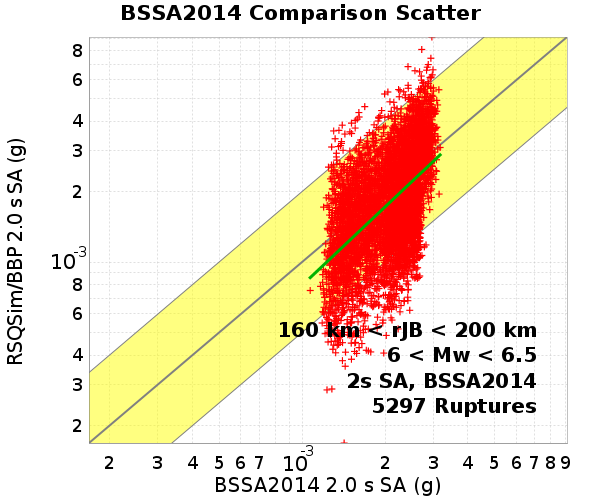 BSSA2014 Comparison Scatter
RSQSim/BBP 2.0 s SA (g)
8
6
4
3
2
10-3
8
6
4
3
2
160 km < rJB < 200 km
6 < Mw < 6.5
2s SA, BSSA2014
5297 Ruptures
2 3 4 5 6 7 10-3 2 3 4 5 6 7 8 9
BSSA2014 2.0 s SA (g)